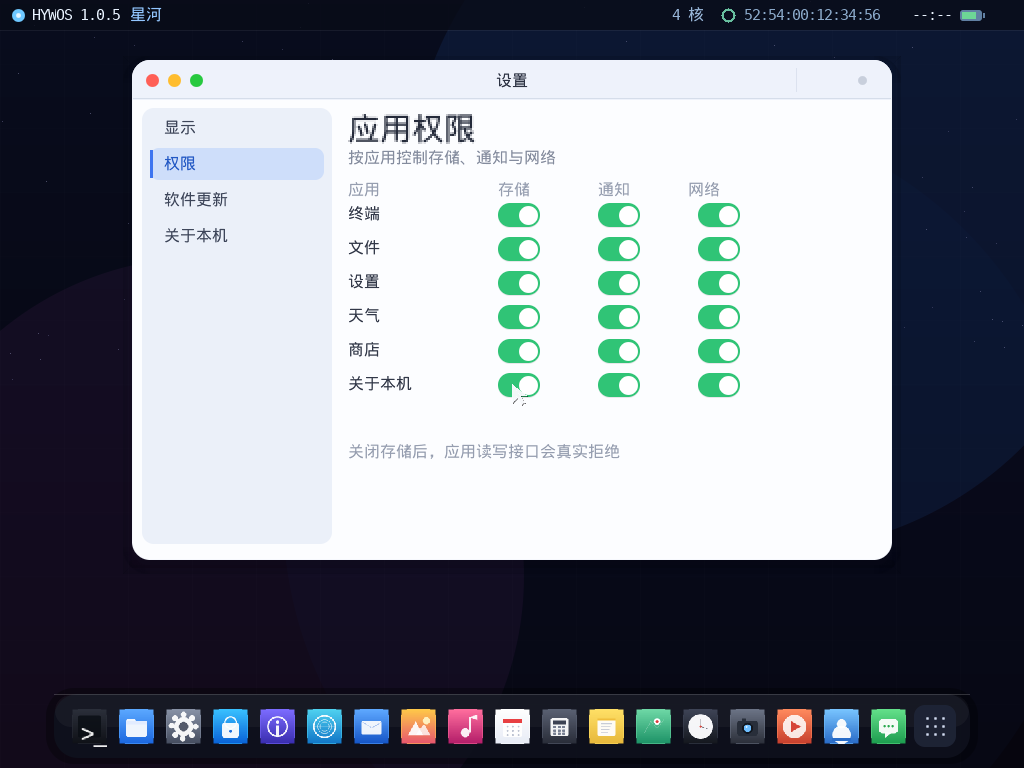 HYWOS 1.0.5 星河 4 核 52:54:00:12:34:56 --:--
设置
显示
权限
软件更新
关于本机
应用权限
按应用控制存储、通知与网络
应用 存储 通知 网络
终端
文件
设置
天气
商店
关于本机
关闭存储后，应用读写接口会真实拒绝
>_